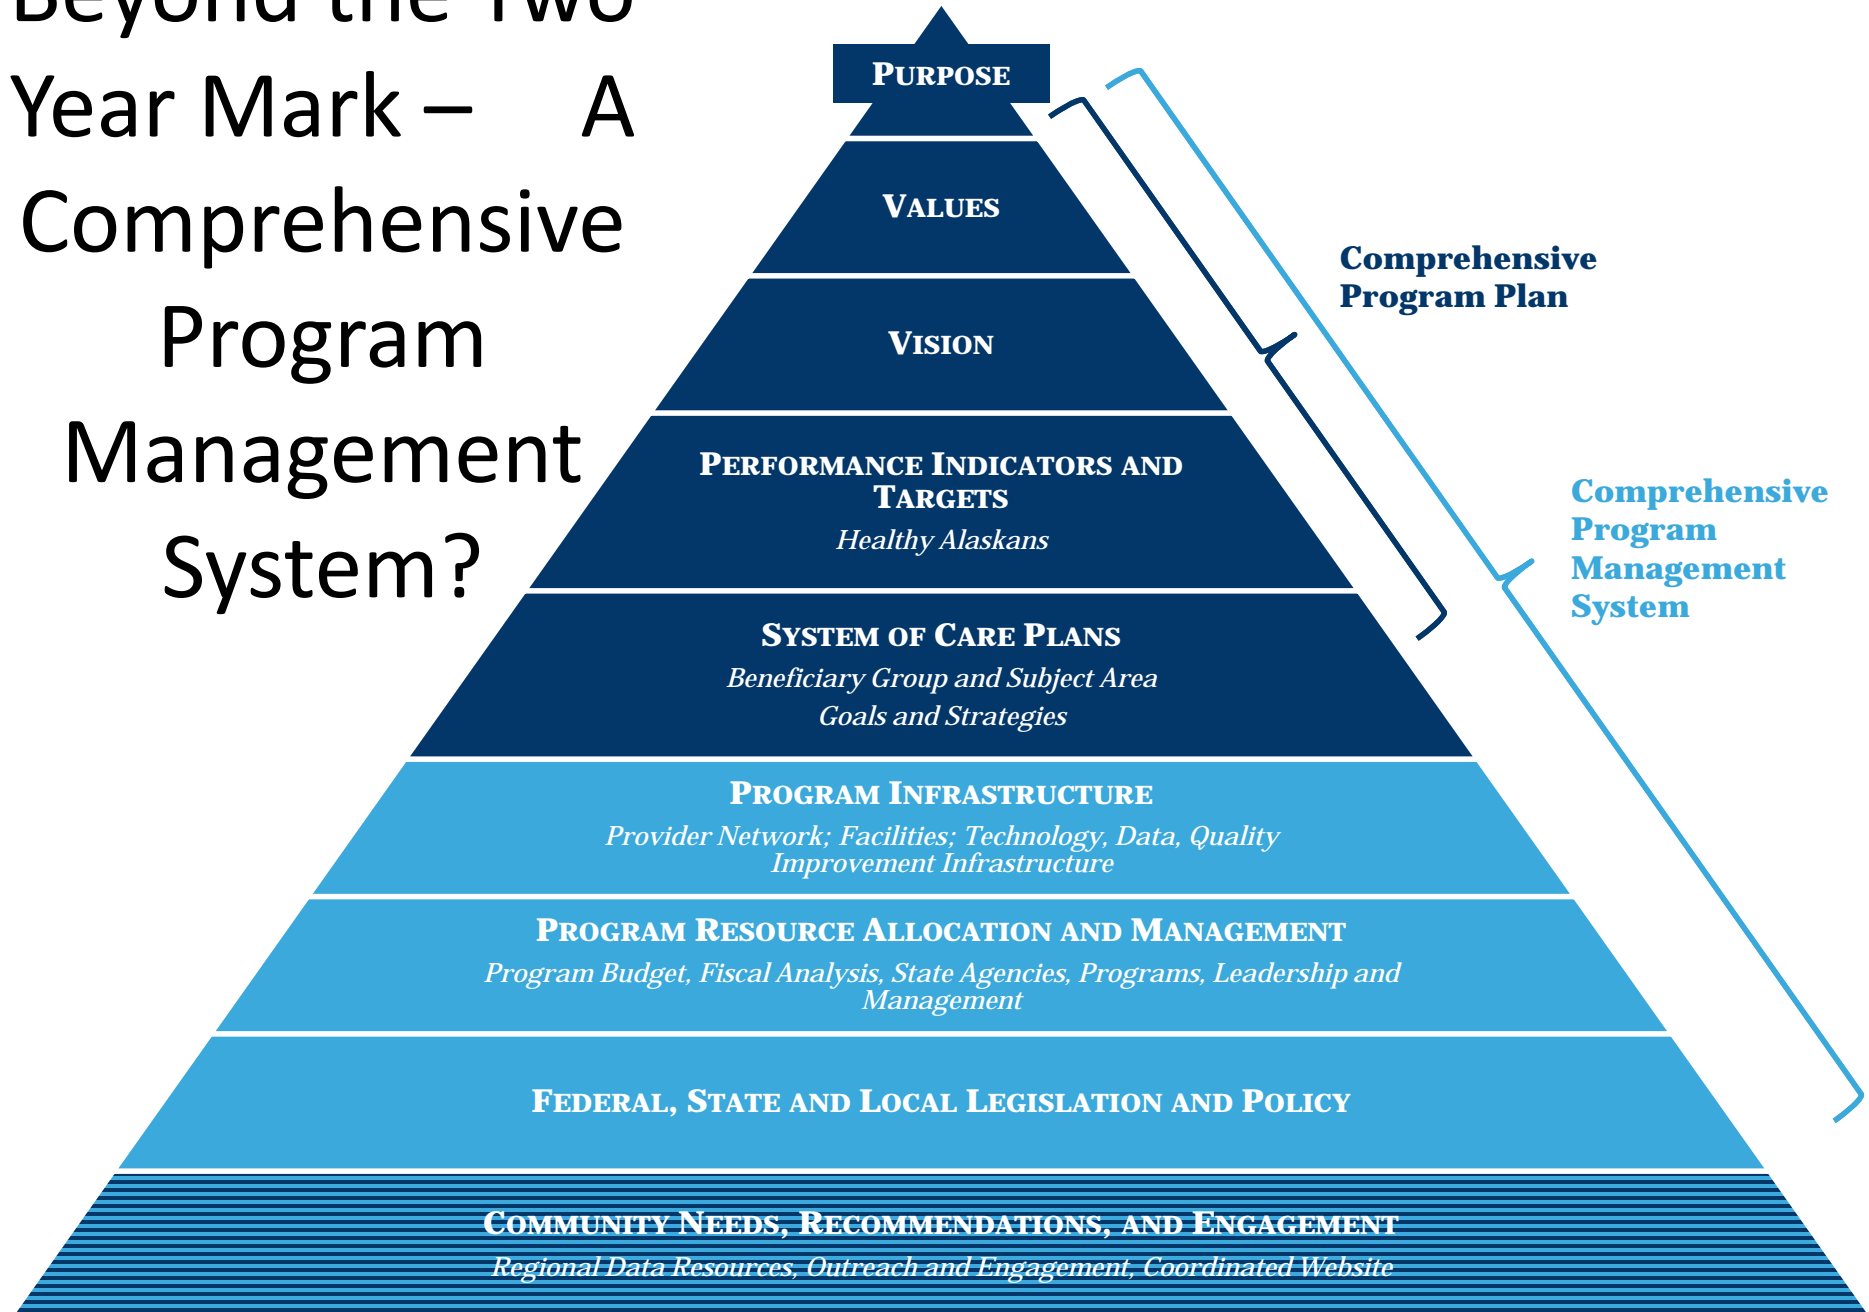 Beyond the Two
Year Mark – A
Comprehensive
Program
Management
System?
PURPOSE
VALUES
VISION
PERFORMANCE INDICATORS AND
TARGETS
Healthy Alaskans
SYSTEM OF CARE PLANS
Beneficiary Group and Subject Area
Goals and Strategies
PROGRAM INFRASTRUCTURE
Provider Network; Facilities; Technology, Data, Quality
Improvement Infrastructure
PROGRAM RESOURCE ALLOCATION AND MANAGEMENT
Program Budget, Fiscal Analysis, State Agencies, Programs, Leadership and
Management
FEDERAL, STATE AND LOCAL LEGISLATION AND POLICY
COMMUNITY NEEDS, RECOMMENDATIONS, AND ENGAGEMENT
Regional Data Resources, Outreach and Engagement, Coordinated Website
Comprehensive
Program Plan
Comprehensive
Program
Management
System